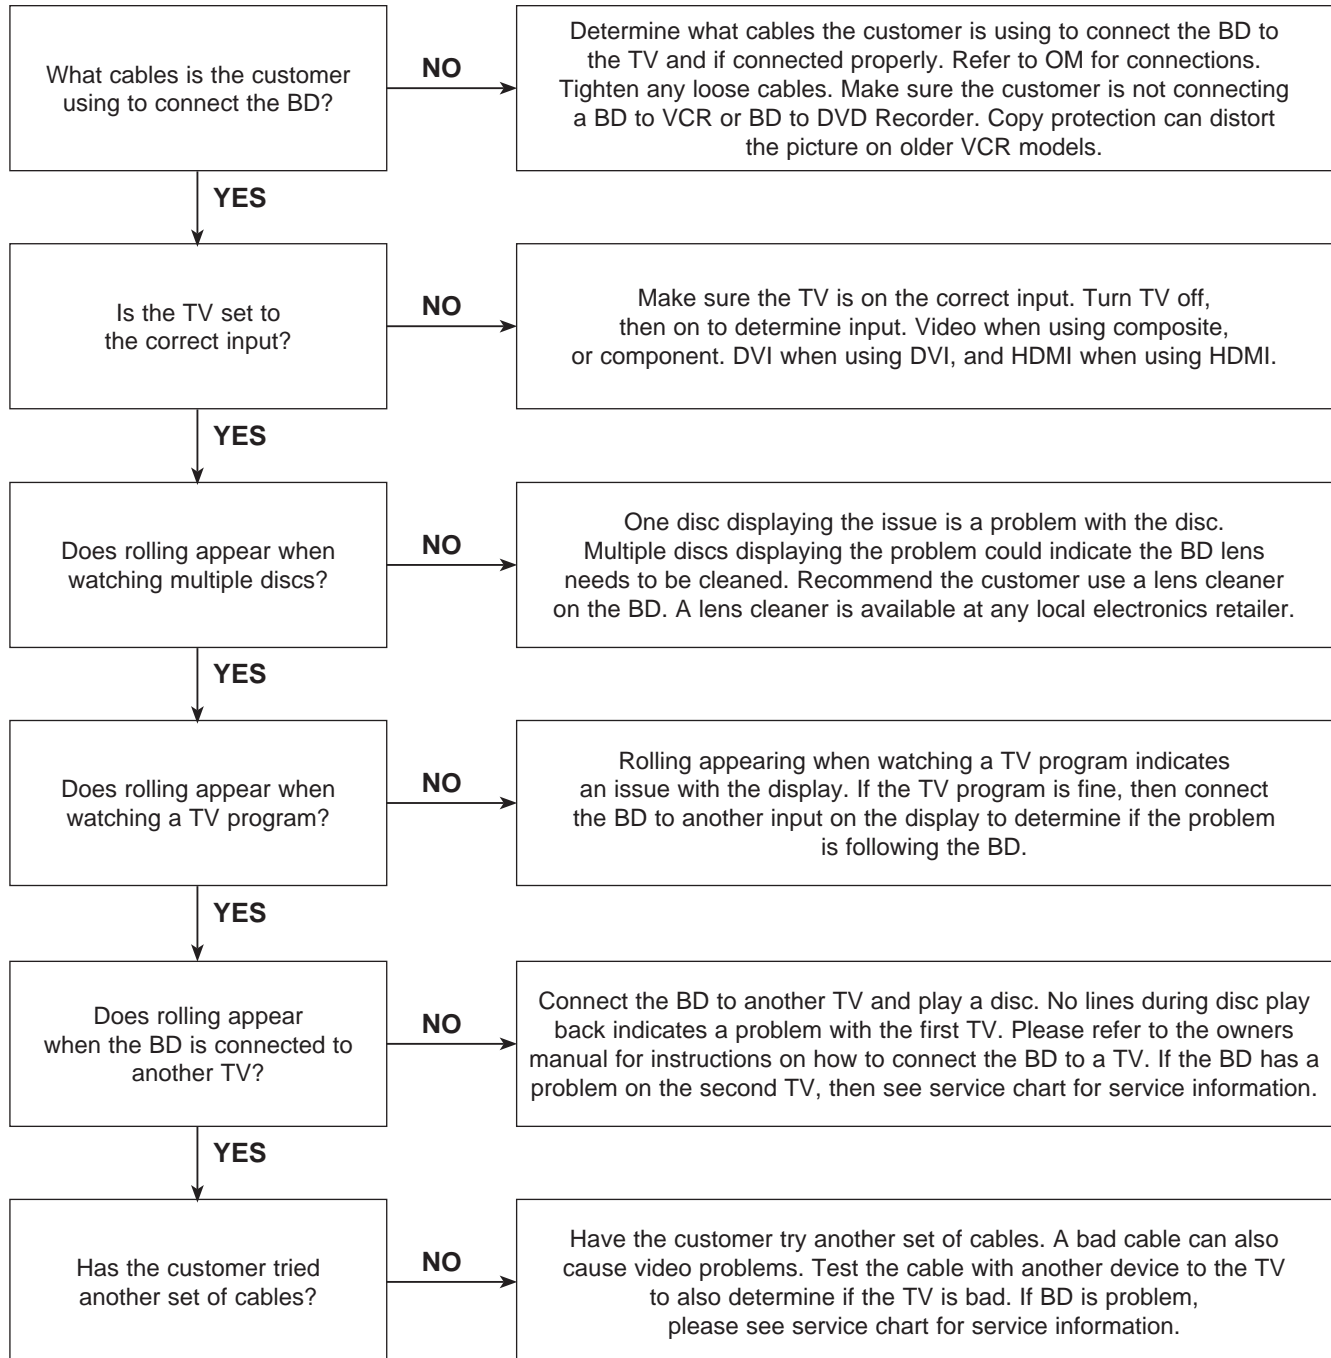 What cables is the customer
using to connect the BD?
NO
Determine what cables the customer is using to connect the BD to
the TV and if connected properly. Refer to OM for connections.
Tighten any loose cables. Make sure the customer is not connecting
a BD to VCR or BD to DVD Recorder. Copy protection can distort
the picture on older VCR models.
YES
Is the TV set to
the correct input?
NO
Make sure the TV is on the correct input. Turn TV off,
then on to determine input. Video when using composite,
or component. DVI when using DVI, and HDMI when using HDMI.
YES
Does rolling appear when
watching multiple discs?
NO
One disc displaying the issue is a problem with the disc.
Multiple discs displaying the problem could indicate the BD lens
needs to be cleaned. Recommend the customer use a lens cleaner
on the BD. A lens cleaner is available at any local electronics retailer.
YES
Does rolling appear when
watching a TV program?
NO
Rolling appearing when watching a TV program indicates
an issue with the display. If the TV program is fine, then connect
the BD to another input on the display to determine if the problem
is following the BD.
YES
Does rolling appear
when the BD is connected to
another TV?
NO
Connect the BD to another TV and play a disc. No lines during disc play
back indicates a problem with the first TV. Please refer to the owners
manual for instructions on how to connect the BD to a TV. If the BD has a
problem on the second TV, then see service chart for service information.
YES
Has the customer tried
another set of cables?
NO
Have the customer try another set of cables. A bad cable can also
cause video problems. Test the cable with another device to the TV
to also determine if the TV is bad. If BD is problem,
please see service chart for service information.